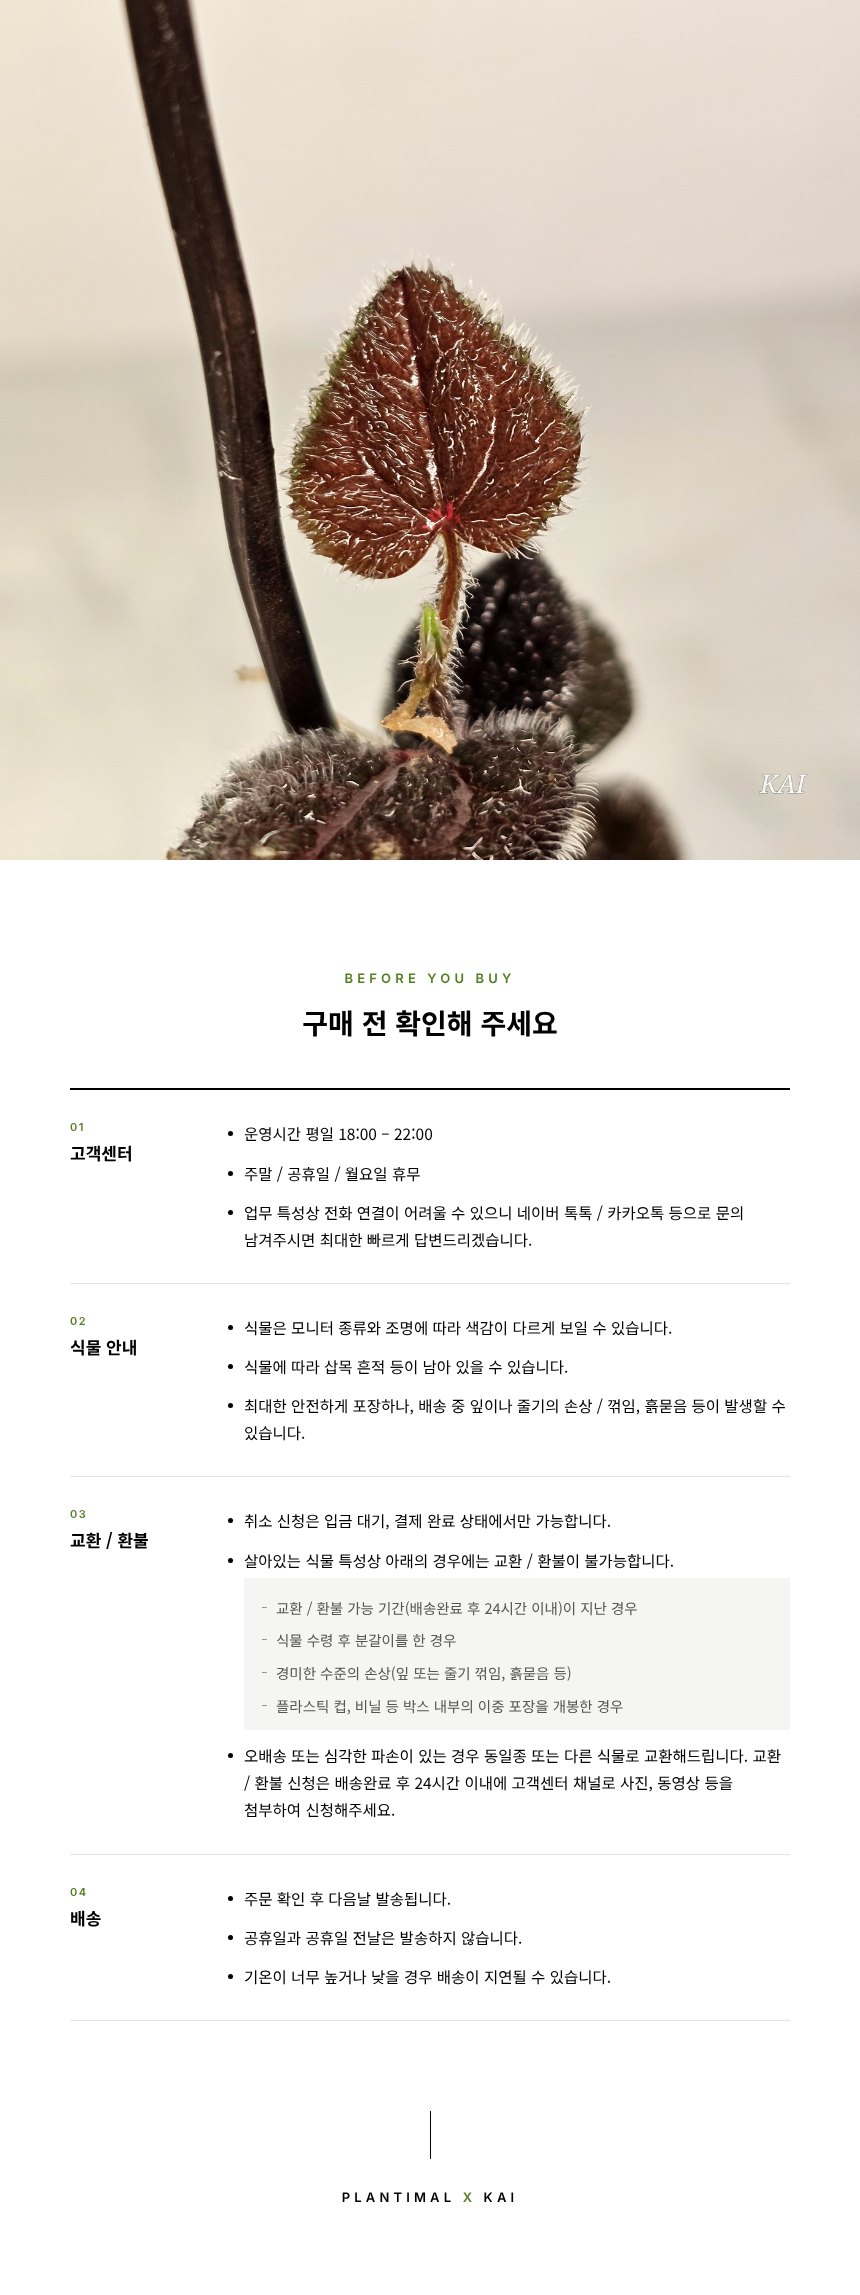 KAI
BEFORE YOU BUY
구매 전 확인해 주세요
01
고객센터
운영시간 평일 18:00 – 22:00
주말 / 공휴일 / 월요일 휴무
업무 특성상 전화 연결이 어려울 수 있으니 네이버 톡톡 / 카카오톡 등으로 문의
남겨주시면 최대한 빠르게 답변드리겠습니다.
02
식물 안내
식물은 모니터 종류와 조명에 따라 색감이 다르게 보일 수 있습니다.
식물에 따라 삽목 흔적 등이 남아 있을 수 있습니다.
최대한 안전하게 포장하나, 배송 중 잎이나 줄기의 손상 / 꺾임, 흙묻음 등이 발생할 수
있습니다.
03
교환 / 환불
취소 신청은 입금 대기, 결제 완료 상태에서만 가능합니다.
살아있는 식물 특성상 아래의 경우에는 교환 / 환불이 불가능합니다.
– 교환 / 환불 가능 기간(배송완료 후 24시간 이내)이 지난 경우
– 식물 수령 후 분갈이를 한 경우
– 경미한 수준의 손상(잎 또는 줄기 꺾임, 흙묻음 등)
– 플라스틱 컵, 비닐 등 박스 내부의 이중 포장을 개봉한 경우
오배송 또는 심각한 파손이 있는 경우 동일종 또는 다른 식물로 교환해드립니다. 교환
/ 환불 신청은 배송완료 후 24시간 이내에 고객센터 채널로 사진, 동영상 등을
첨부하여 신청해주세요.
04
배송
주문 확인 후 다음날 발송됩니다.
공휴일과 공휴일 전날은 발송하지 않습니다.
기온이 너무 높거나 낮을 경우 배송이 지연될 수 있습니다.
PLANTIMAL X KAI